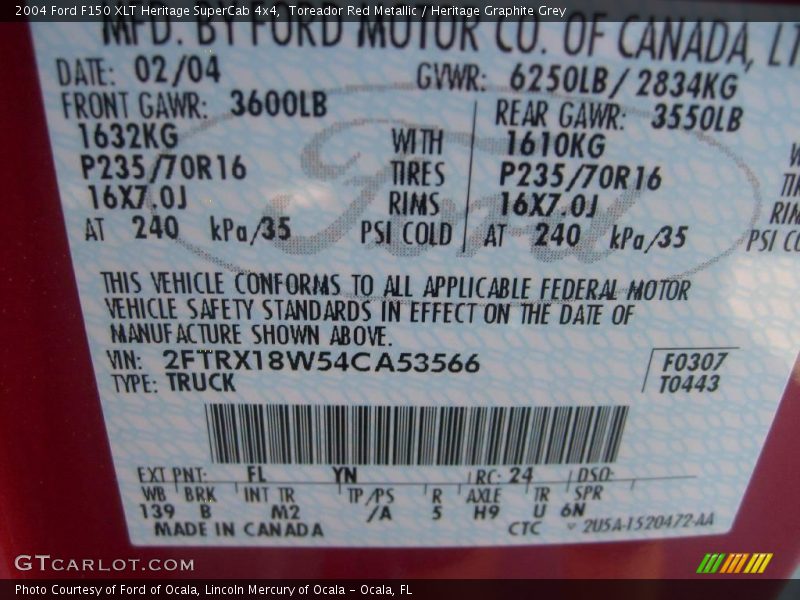 2004 Ford F150 XLT Heritage SuperCab 4x4, Toreador Red Metallic / Heritage Graphite Grey
MFD. BY FORD MOTOR CO. OF CANADA, LT
DATE: 02/04 GVWR: 6250LB/ 2834KG
FRONT GAWR: 3600LB REAR GAWR: 3550LB
1632KG WITH 1610KG
P235/70R16 TIRES P235/70R16
16X7.0J RIMS 16X7.0J RIM
AT 240 kPa/35 PSI COLD AT 240 kPa/35 PSI CO
THIS VEHICLE CONFORMS TO ALL APPLICABLE FEDERAL MOTOR
VEHICLE SAFETY STANDARDS IN EFFECT ON THE DATE OF
MANUFACTURE SHOWN ABOVE.
VIN: 2FTRX18W54CA53566 F0307
TYPE: TRUCK T0443
EXT PNT: FL YN RC: 24 DSO:
WB BRK INT TR TP/PS R AXLE TR SPR
139 B M2 /A 5 H9 U 6N
MADE IN CANADA CTC 2U5A-1520472-AA
Ford
GTCARLOT.COM
Photo Courtesy of Ford of Ocala, Lincoln Mercury of Ocala - Ocala, FL